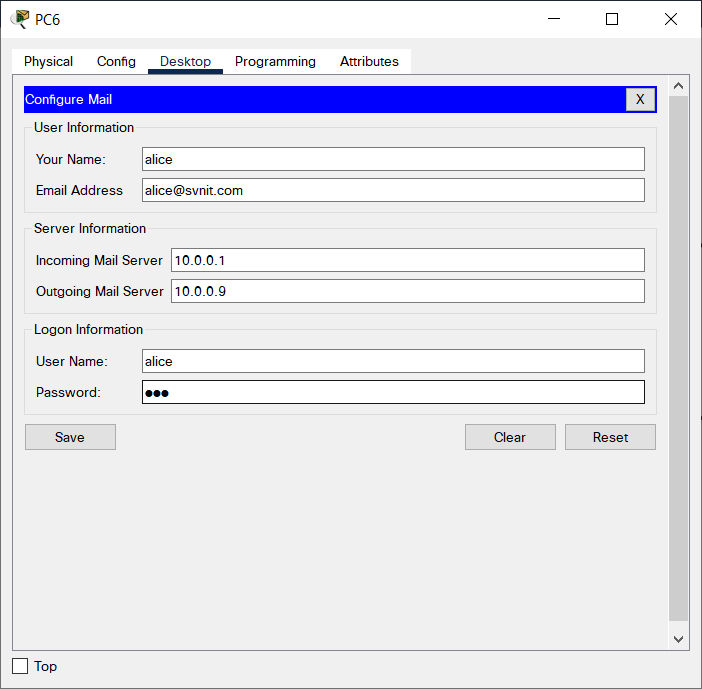 PC6
Physical Config Desktop Programming Attributes
Configure Mail X
User Information
Your Name: alice
Email Address alice@svnit.com
Server Information
Incoming Mail Server 10.0.0.1
Outgoing Mail Server 10.0.0.9
Logon Information
User Name: alice
Password: ●●●
Save Clear Reset
Top